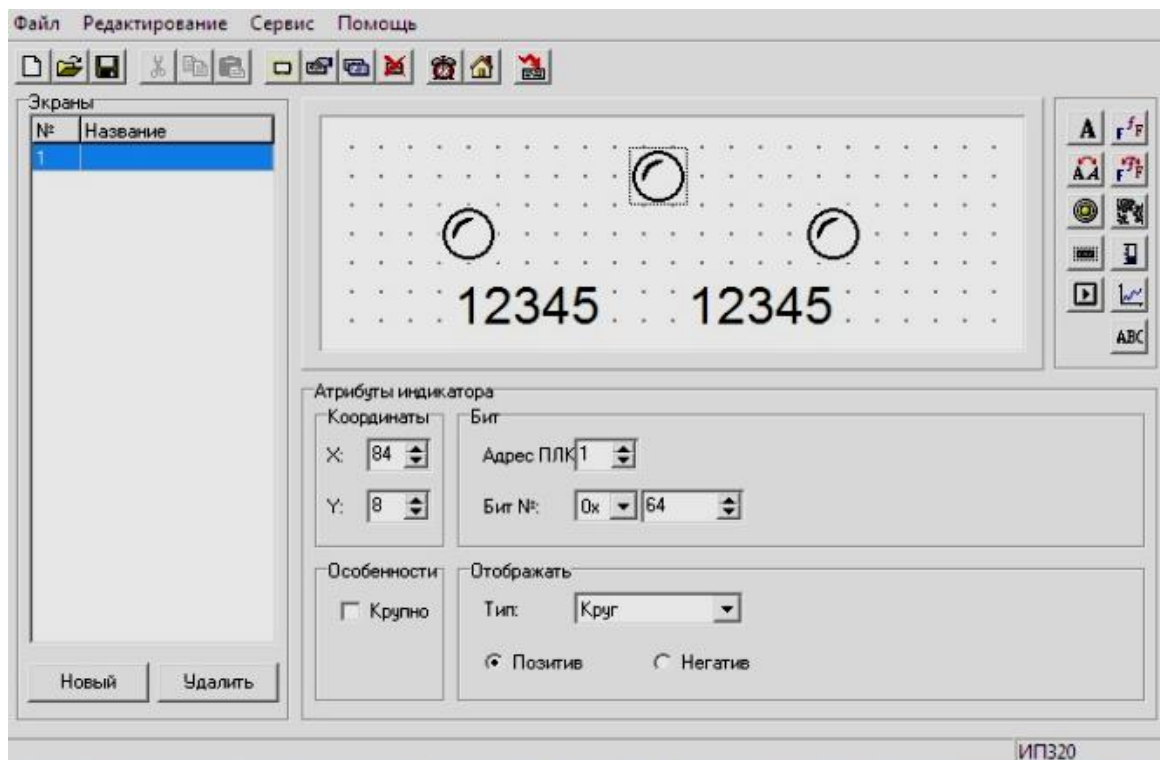 Файл Редактирование Сервис Помощь
Экраны
№ Название
1
12345 12345
A F f F
A A F F
ABC
Атрибуты индикатора
Координаты
X: 84
Y: 8
Бит
Адрес ПЛК 1
Бит №: 0x 64
Особенности
Крупно
Отображать
Тип: Круг
Позитив Негатив
Новый Удалить
ИП320